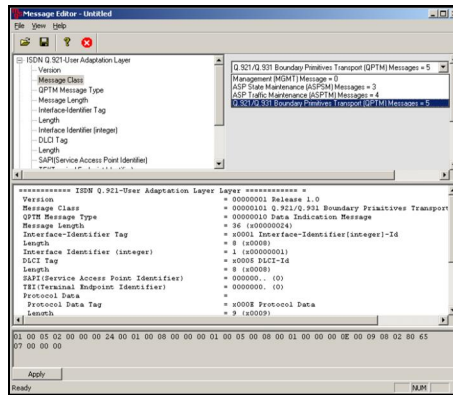 Message Editor - Untitled
File View Help
ISDN Q.921-User Adaptation Layer
Version
Message Class
QPTM Message Type
Message Length
Interface-Identifier Tag
Length
Interface Identifier (integer)
DLCI Tag
Length
SAPI(Service Access Point Identifier)
Q.921/Q.931 Boundary Primitives Transport (QPTM) Messages = 5
Management (MGMT) Message = 0
ASP State Maintenance (ASPSM) Messages = 3
ASP Traffic Maintenance (ASPTM) Messages = 4
Q.921/Q.931 Boundary Primitives Transport (QPTM) Messages = 5
============ ISDN Q.921-User Adaptation Layer Layer ============ =
Version = 00000001 Release 1.0
Message Class = 00000101 Q.921/Q.931 Boundary Primitives Transport
QPTM Message Type = 00000010 Data Indication Message
Message Length = 36 (x00000024)
Interface-Identifier Tag = x0001 Interface-Identifier[integer]-Id
Length = 8 (x0008)
Interface Identifier (integer) = 1 (x00000001)
DLCI Tag = x0005 DLCI-Id
Length = 8 (x0008)
SAPI(Service Access Point Identifier) = 000000.. (0)
TEI(Terminal Endpoint Identifier) = 0000000. (0)
Protocol Data =
Protocol Data Tag = x000E Protocol Data
Length = 9 (x0009)
01 00 05 02 00 00 00 24 00 01 00 08 00 00 00 01 00 05 00 08 00 01 00 00 00 0E 00 09 08 02 80 65
07 00 00 00
Apply
Ready
NUM